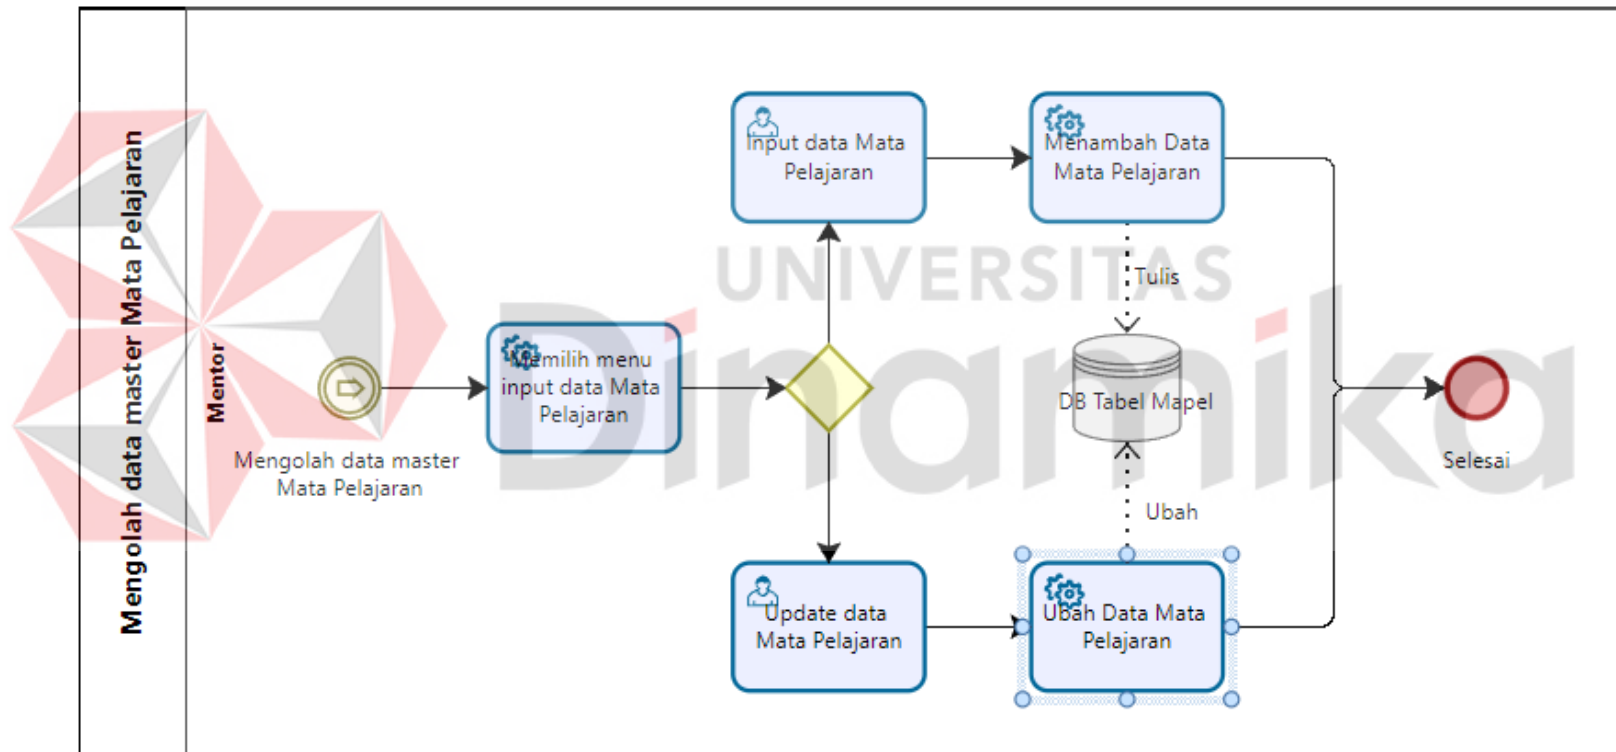 Mengolah data master Mata Pelajaran
Mentor
Mengolah data master
Mata Pelajaran
Memilih menu
input data Mata
Pelajaran
Input data Mata
Pelajaran
Menambah Data
Mata Pelajaran
Tulis
DB Tabel Mapel
Ubah
Update data
Mata Pelajaran
Ubah Data Mata
Pelajaran
Selesai
UNIVERSITAS
Dinamika